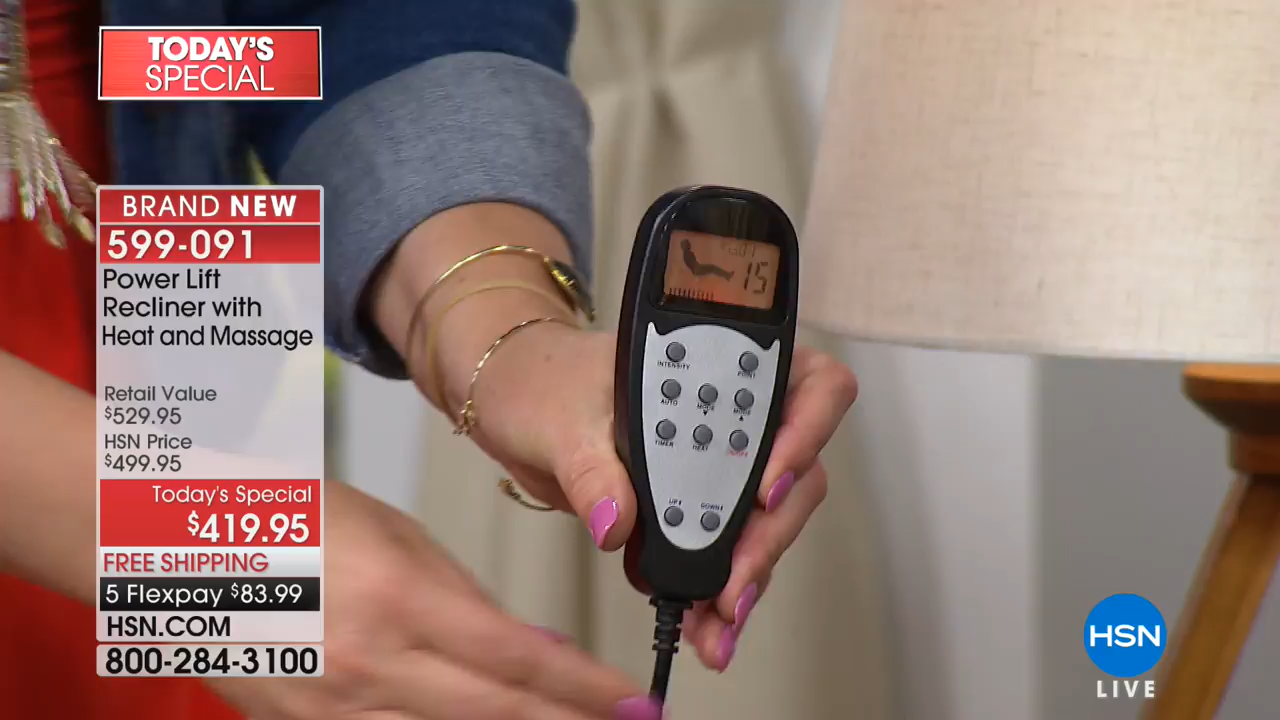 TODAY'S
SPECIAL
BRAND NEW
599-091
Power Lift
Recliner with
Heat and Massage
Retail Value
$529.95
HSN Price
$499.95
Today's Special
$419.95
FREE SHIPPING
5 Flexpay $83.99
HSN.COM
800-284-3100
15
INTENSITY
POINT
AUTO
MODE
MODE
TIMER
HEAT
ON/OFF
UP
DOWN
HSN
LIVE